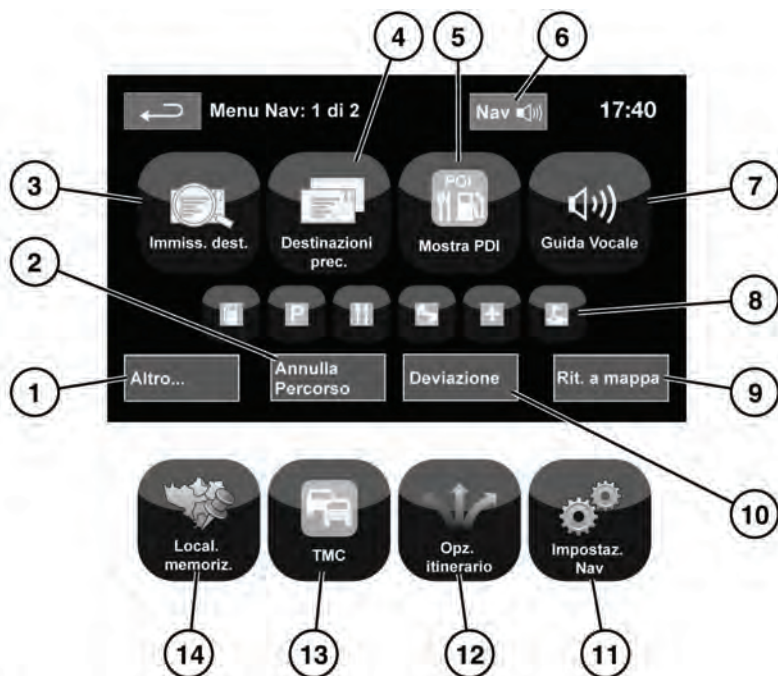 4
5
6
Menu Nav: 1 di 2
Nav
17:40
3
7
POI
Immiss. dest.
Destinazioni
prec.
Mostra PDI
Guida Vocale
2
P
8
Altro...
Annulla
Percorso
Deviazione
Rit. a mappa
1
9
10
Local.
memoriz.
TMC
Opz.
itinerario
Impostaz.
Nav
14
13
12
11